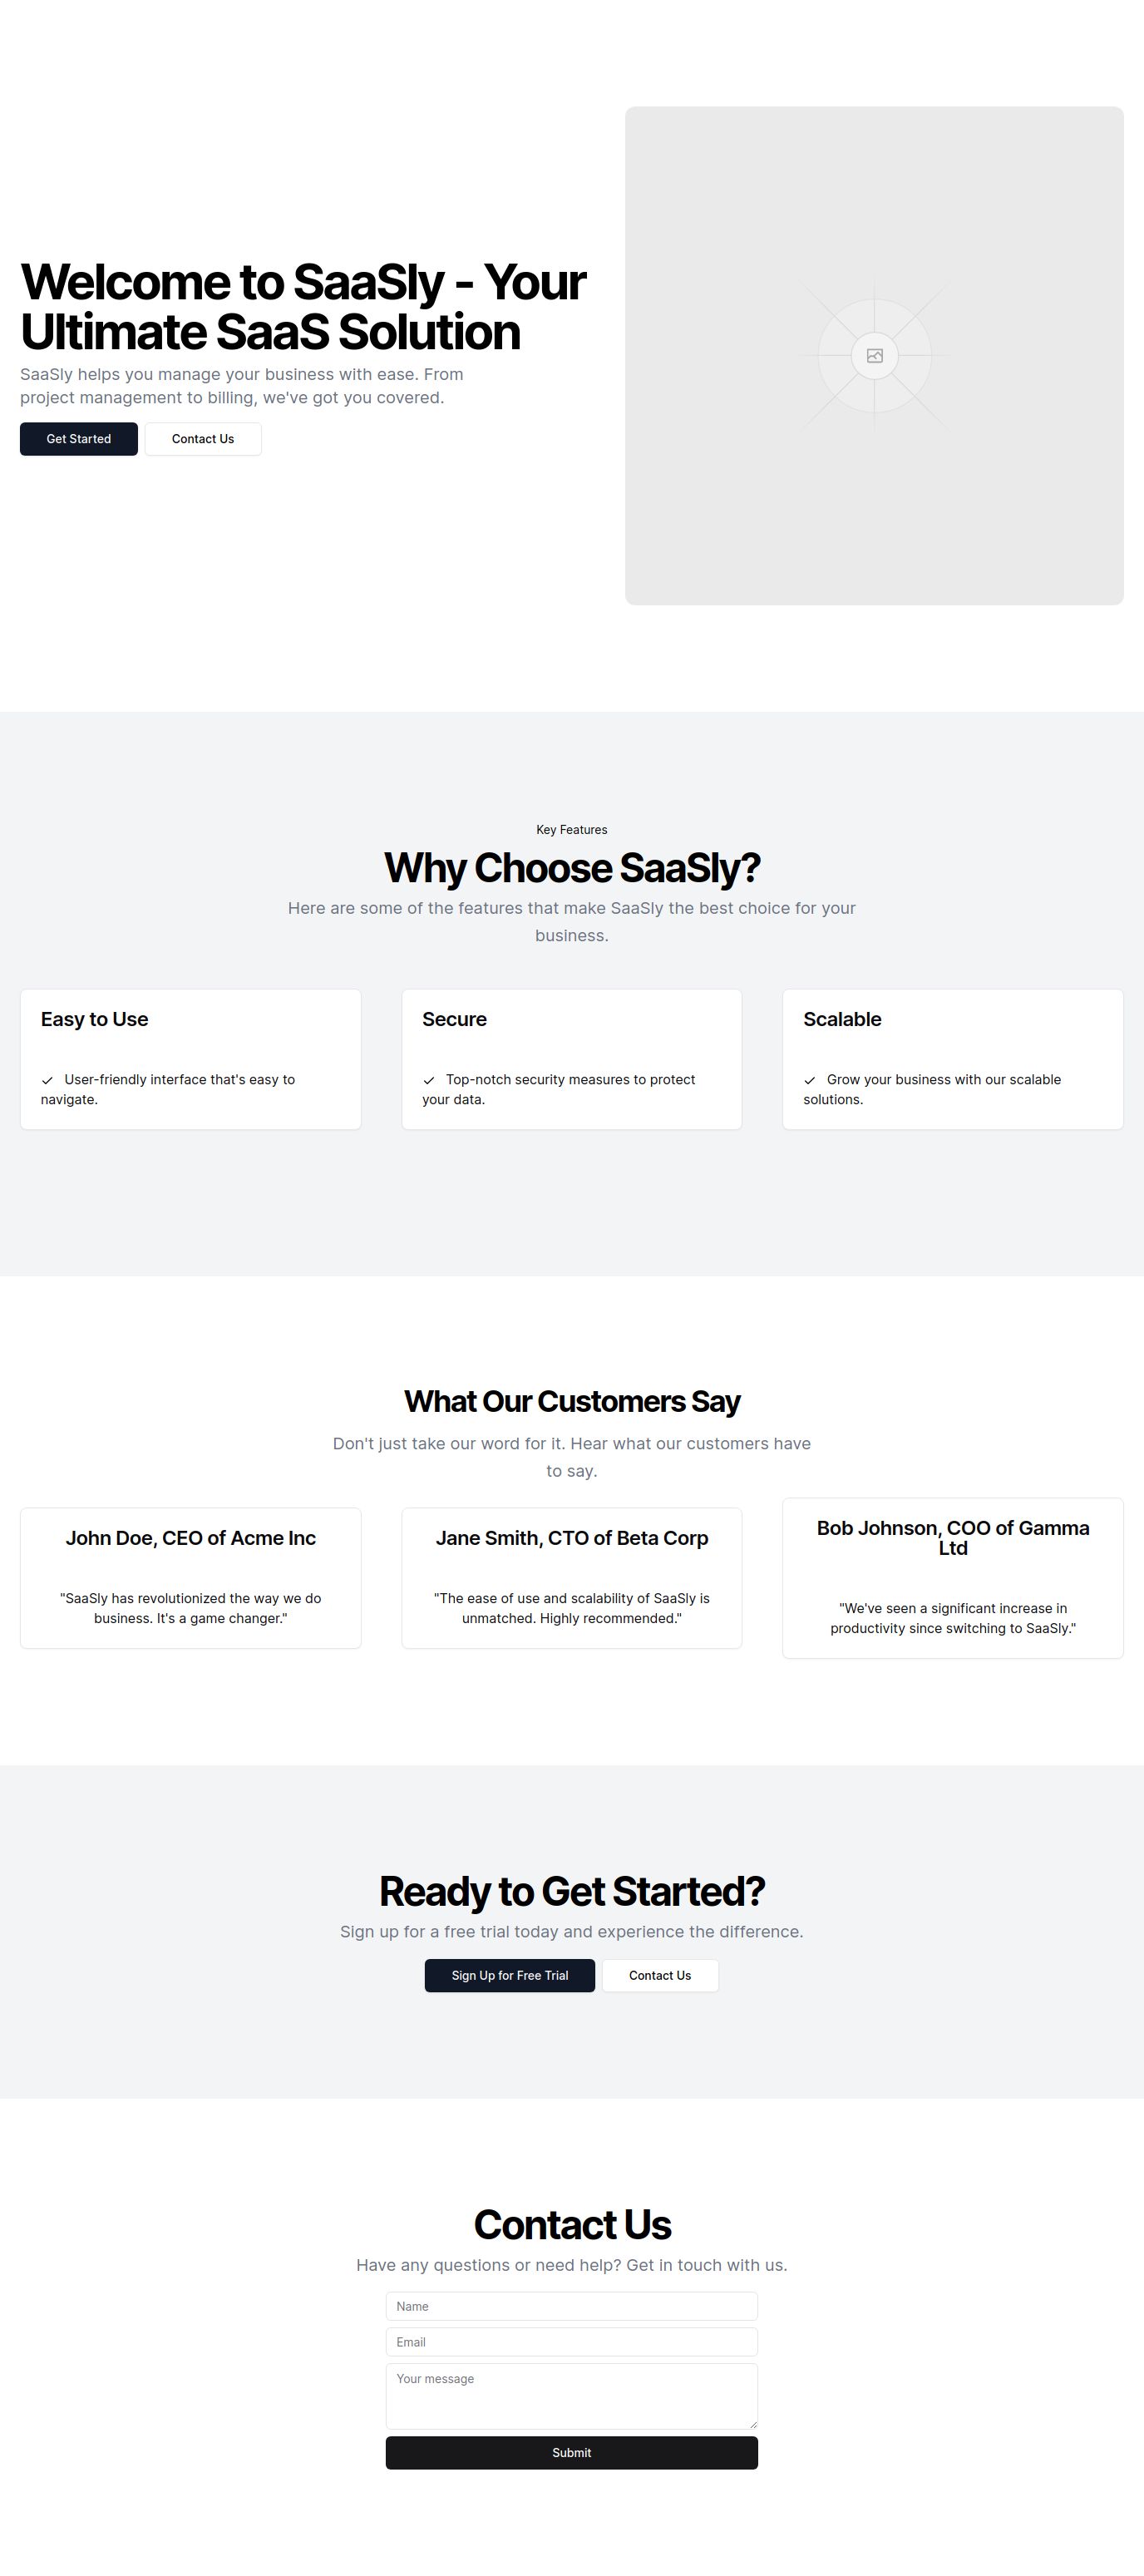 Welcome to SaaSly - Your
Ultimate SaaS Solution
SaaSly helps you manage your business with ease. From
project management to billing, we've got you covered.
Get Started
Contact Us
Key Features
Why Choose SaaSly?
Here are some of the features that make SaaSly the best choice for your
business.
Easy to Use
User-friendly interface that's easy to
navigate.
Secure
Top-notch security measures to protect
your data.
Scalable
Grow your business with our scalable
solutions.
What Our Customers Say
Don't just take our word for it. Hear what our customers have
to say.
John Doe, CEO of Acme Inc
"SaaSly has revolutionized the way we do
business. It's a game changer."
Jane Smith, CTO of Beta Corp
"The ease of use and scalability of SaaSly is
unmatched. Highly recommended."
Bob Johnson, COO of Gamma
Ltd
"We've seen a significant increase in
productivity since switching to SaaSly."
Ready to Get Started?
Sign up for a free trial today and experience the difference.
Sign Up for Free Trial
Contact Us
Contact Us
Have any questions or need help? Get in touch with us.
Name
Email
Your message
Submit